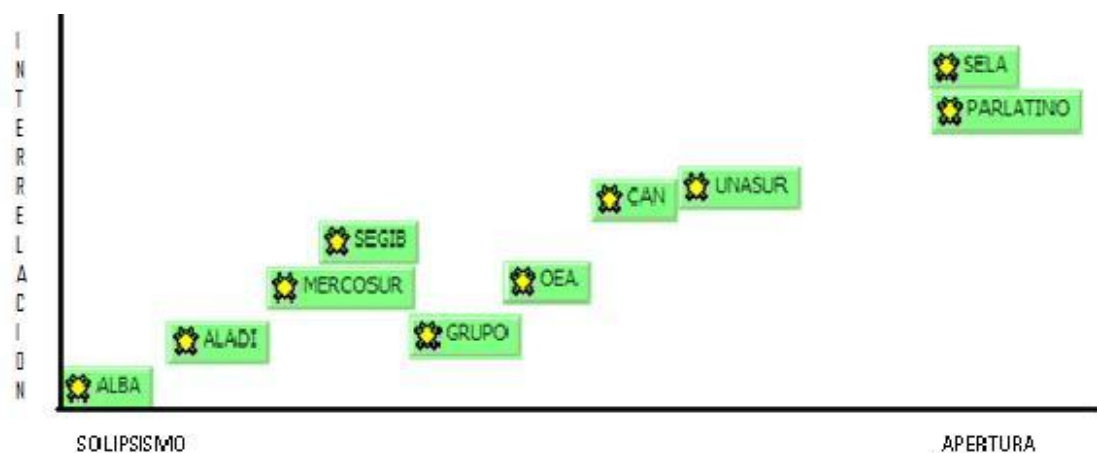 INTERRELACION
SELA
PARLATINO
UNASUR
CAN
SEGIB
OEA
MERCOSUR
GRUPO
ALADI
ALBA
SOLIPSISMO
APERTURA